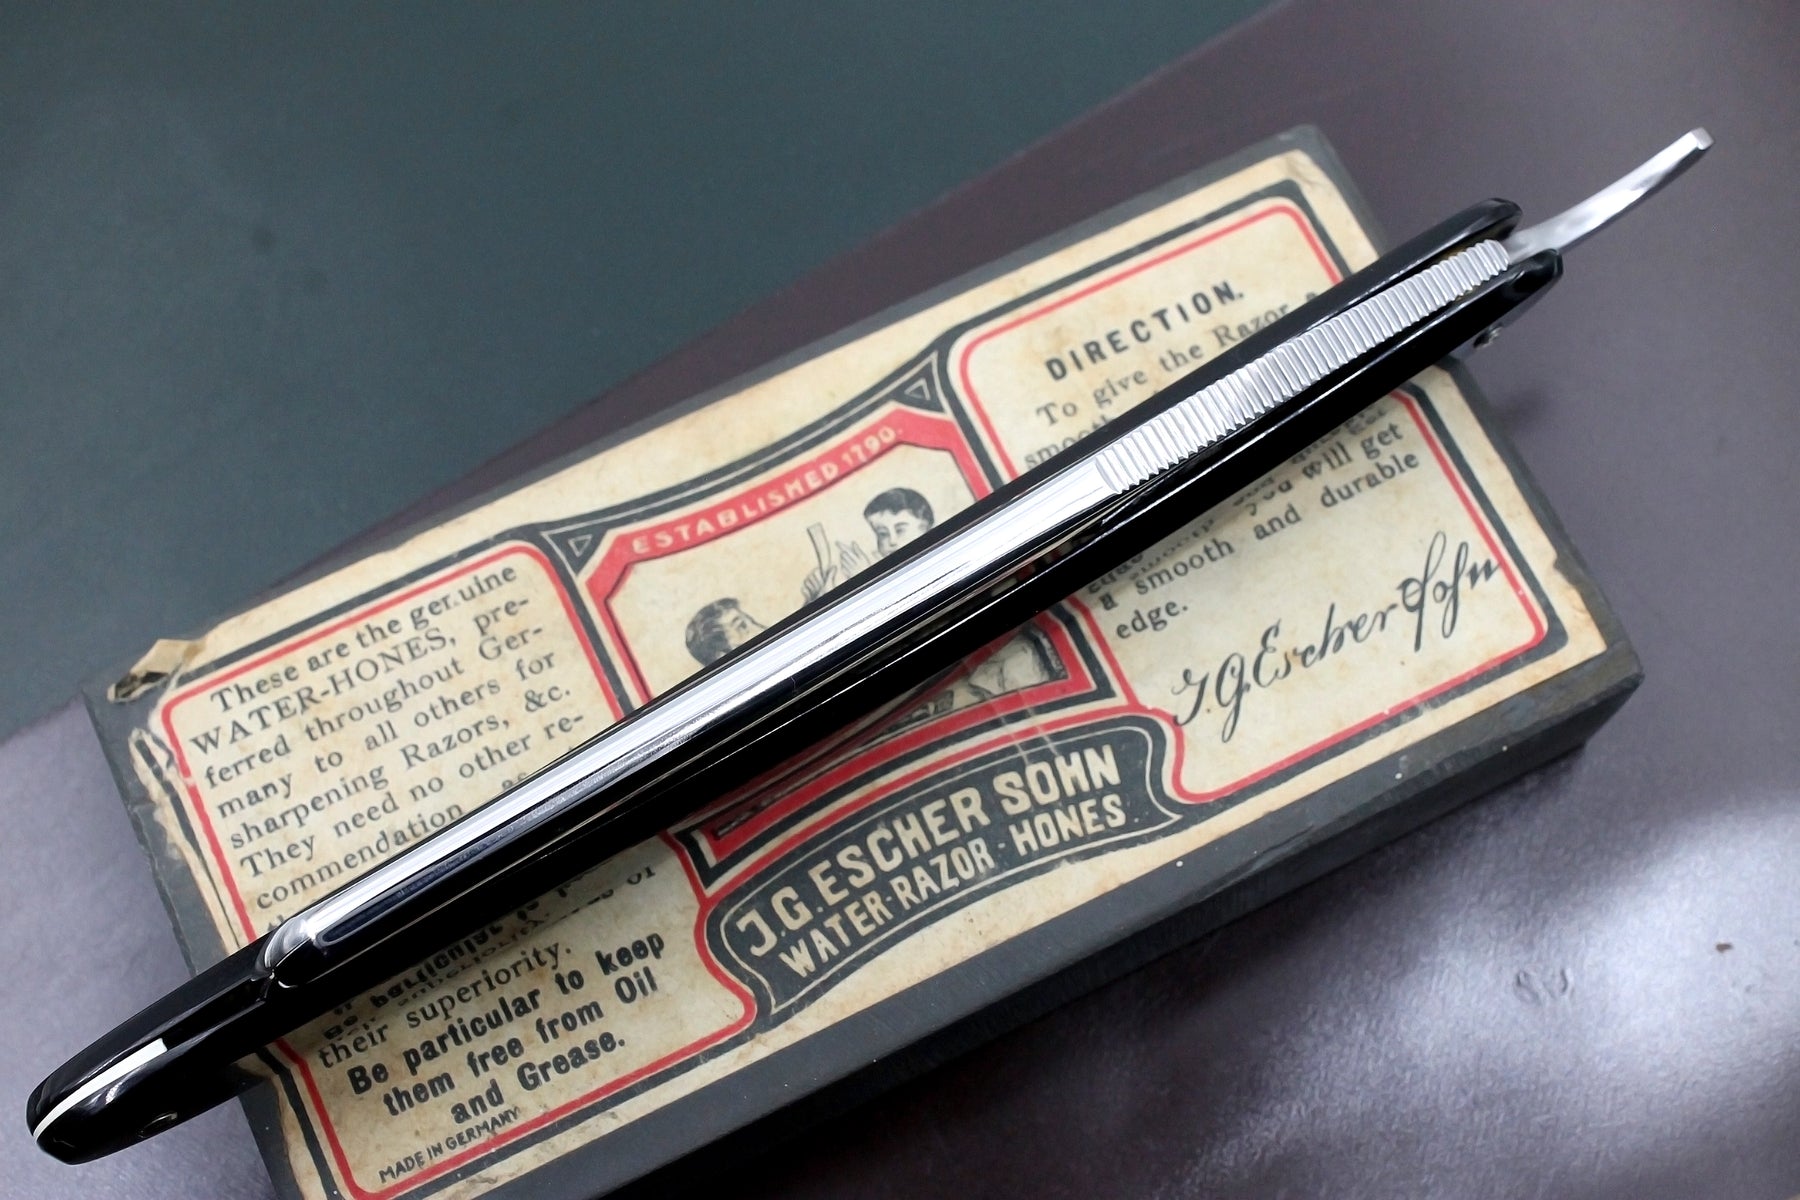 These are the genuine
WATER-HONES, pre-
ferred throughout Ger-
many to all others for
sharpening Razors, &c.
They need no other re-
commendation
their superiority.
Be particular to keep
them free from Oil
and Grease.
MADE IN GERMANY
ESTABLISHED 1790.
J.G. ESCHER SOHN
WATER-RAZOR-HONES
DIRECTION.
To give the Razor a
smooth
will get
a smooth and durable
edge.
J.G. Escher Sohn